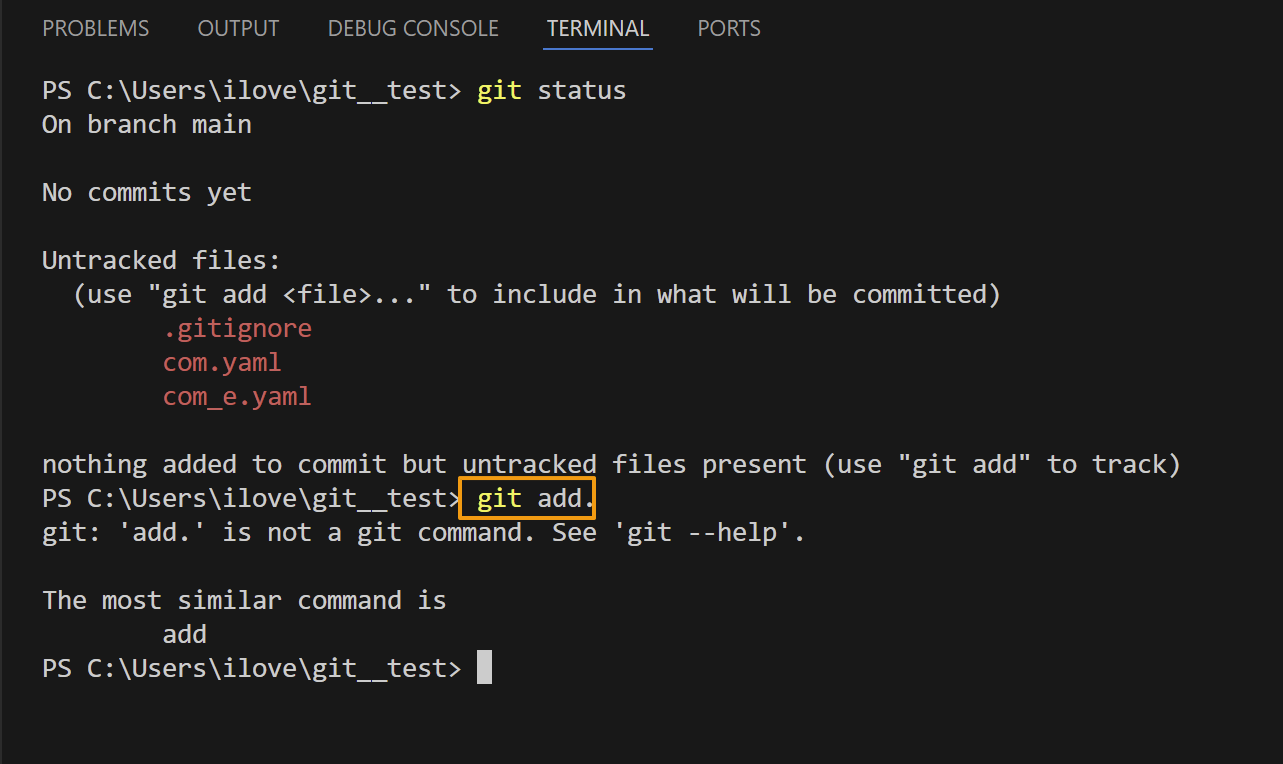 PROBLEMS OUTPUT DEBUG CONSOLE TERMINAL PORTS
PS C:\Users\ilove\git__test> git status
On branch main
No commits yet
Untracked files:
(use "git add <file>..." to include in what will be committed)
.gitignore
com.yaml
com_e.yaml
nothing added to commit but untracked files present (use "git add" to track)
PS C:\Users\ilove\git__test> git add.
git: 'add.' is not a git command. See 'git --help'.
The most similar command is
add
PS C:\Users\ilove\git__test>